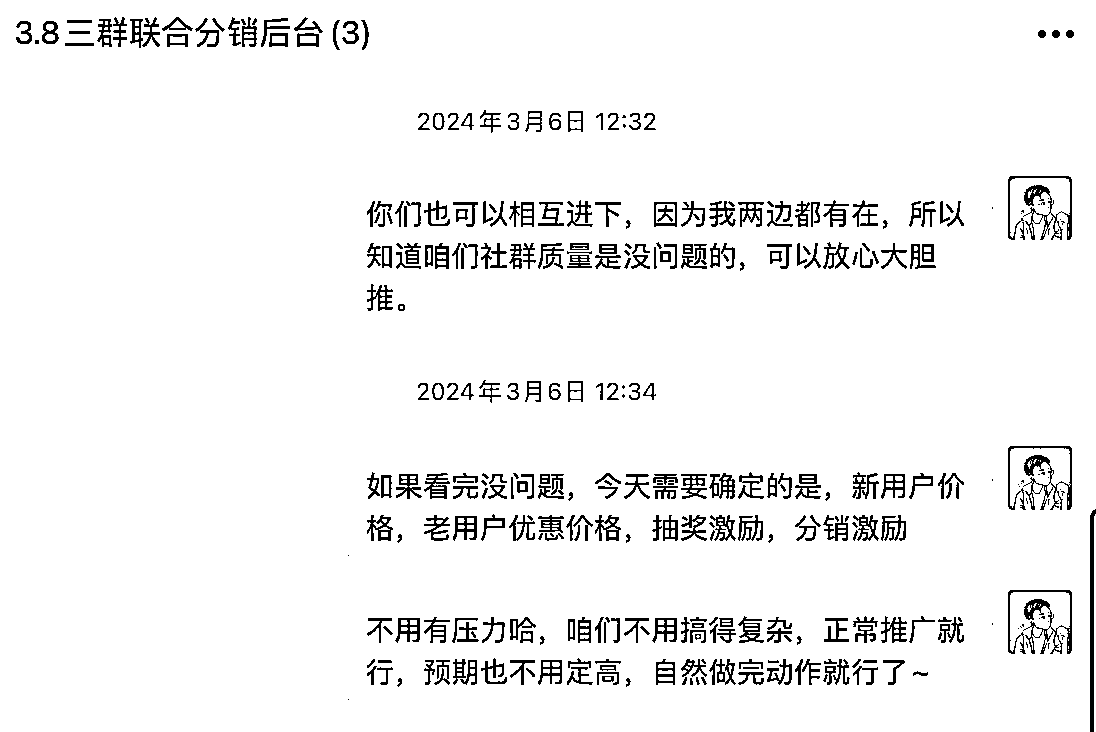 3.8三群联合分销后台 (3)
2024年3月6日 12:32
你们也可以相互进下，因为我两边都有在，所以
知道咱们社群质量是没问题的，可以放心大胆
推。
2024年3月6日 12:34
如果看完没问题，今天需要确定的是，新用户价
格，老用户优惠价格，抽奖激励，分销激励
不用有压力哈，咱们不用搞得复杂，正常推广就
行，预期也不用定高，自然做完动作就行了~